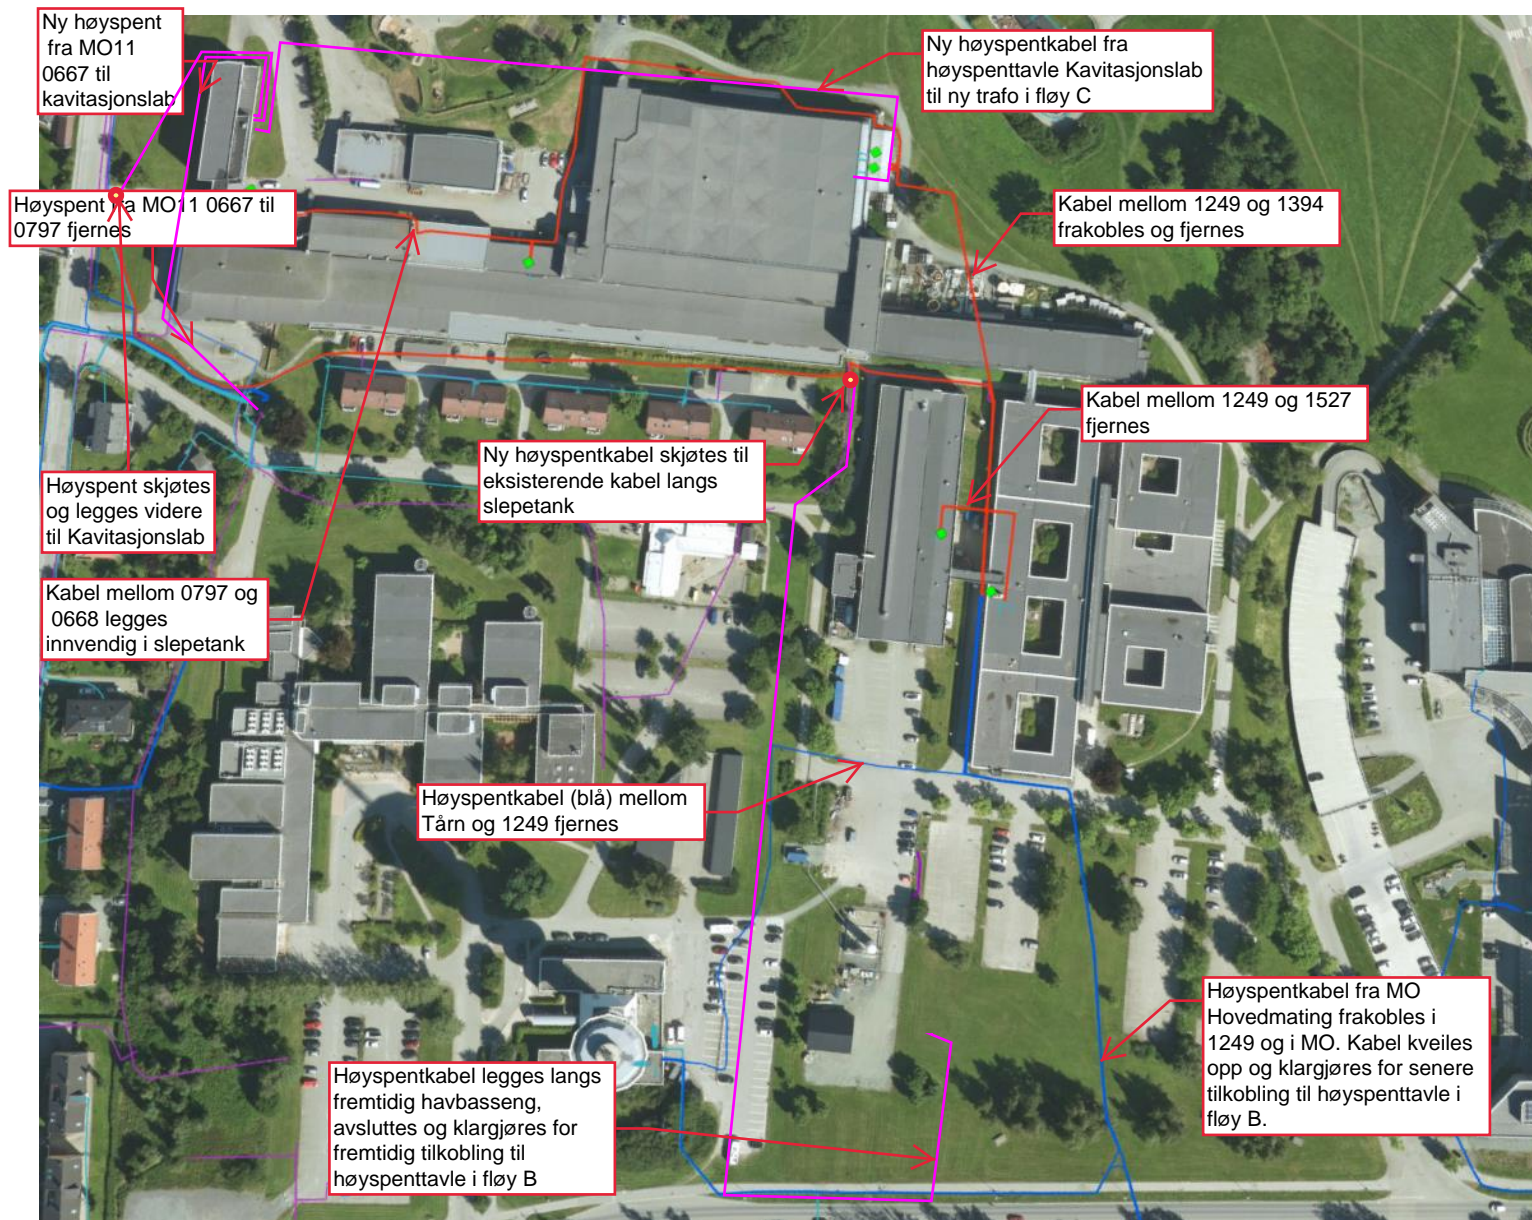 Ny høyspent
fra MO11
0667 til
kavitasjonslab
Ny høyspentkabel fra
høyspenttavle Kavitasjonslab
til ny trafo i fløy C
Høyspent fra MO11 0667 til
0797 fjernes
Kabel mellom 1249 og 1394
frakobles og fjernes
Kabel mellom 1249 og 1527
fjernes
Ny høyspentkabel skjøtes til
eksisterende kabel langs
slepetank
Høyspent skjøtes
og legges videre
til Kavitasjonslab
Kabel mellom 0797 og
0668 legges
innvendig i slepetank
Høyspentkabel (blå) mellom
Tårn og 1249 fjernes
Høyspentkabel fra MO
Hovedmating frakobles i
1249 og i MO. Kabel kveiles
opp og klargjøres for senere
tilkobling til høyspenttavle i
fløy B.
Høyspentkabel legges langs
fremtidig havbasseng,
avsluttes og klargjøres for
fremtidig tilkobling til
høyspenttavle i fløy B